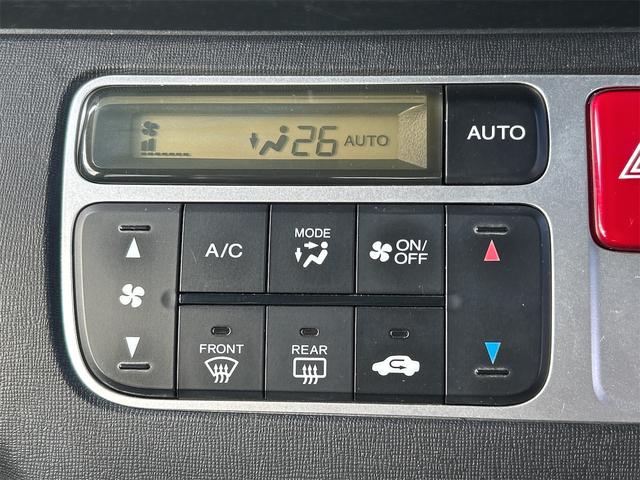 26 AUTO
AUTO
A/C
MODE
ON/
OFF
FRONT
REAR